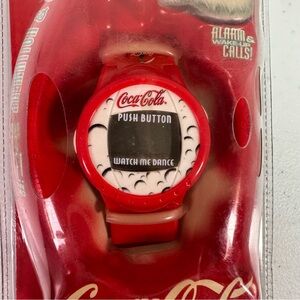 ALARM &
WAKE-UP
CALLS!
Coca-Cola
PUSH BUTTON
WATCH ME DANCE